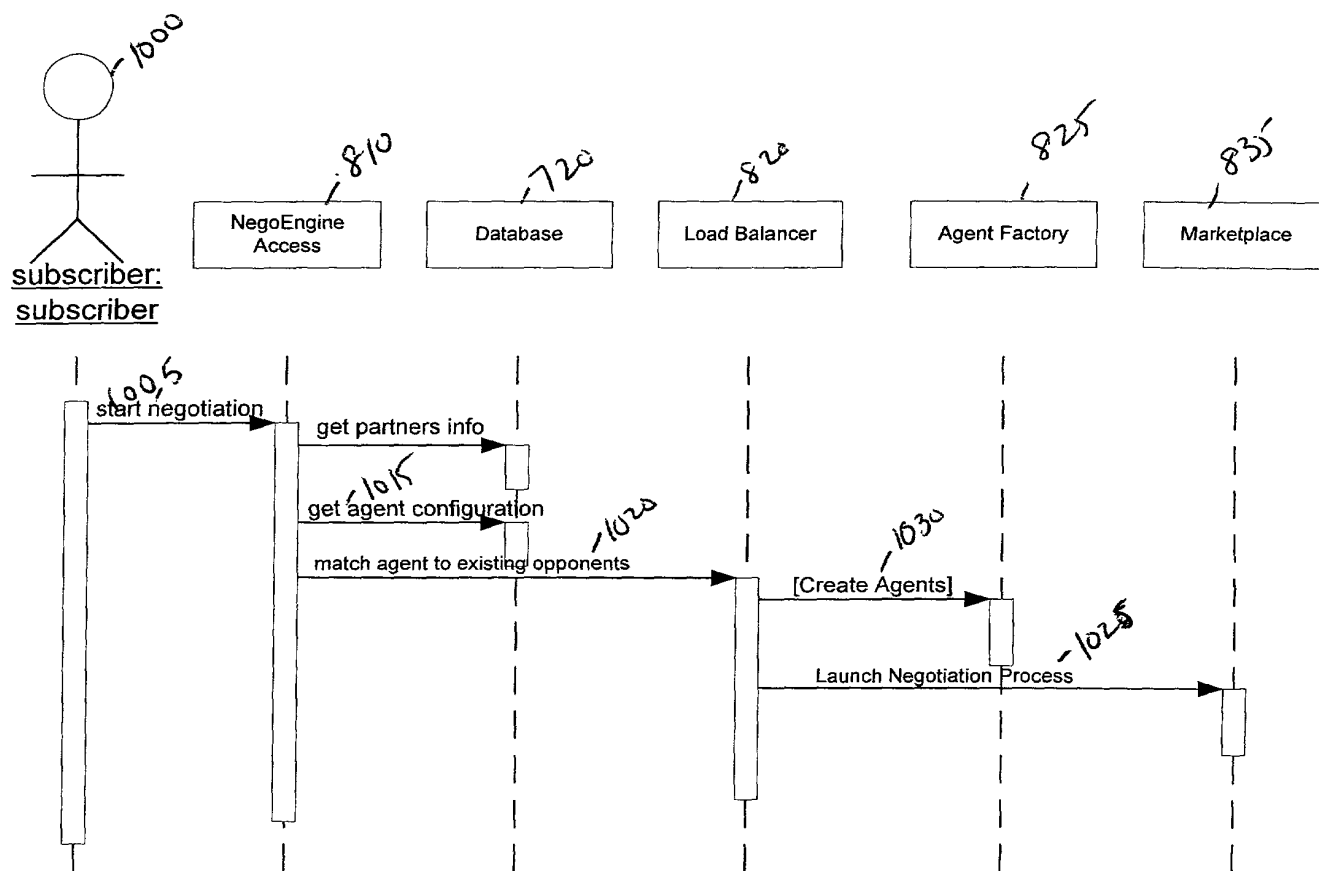 -1000
-810
-720
-820
825
835
NegoEngine
Access
Database
Load Balancer
Agent Factory
Marketplace
subscriber:
subscriber
1005
start negotiation
get partners info
-1015
get agent configuration
-1020
match agent to existing opponents
-1030
[Create Agents]
-1025
Launch Negotiation Process